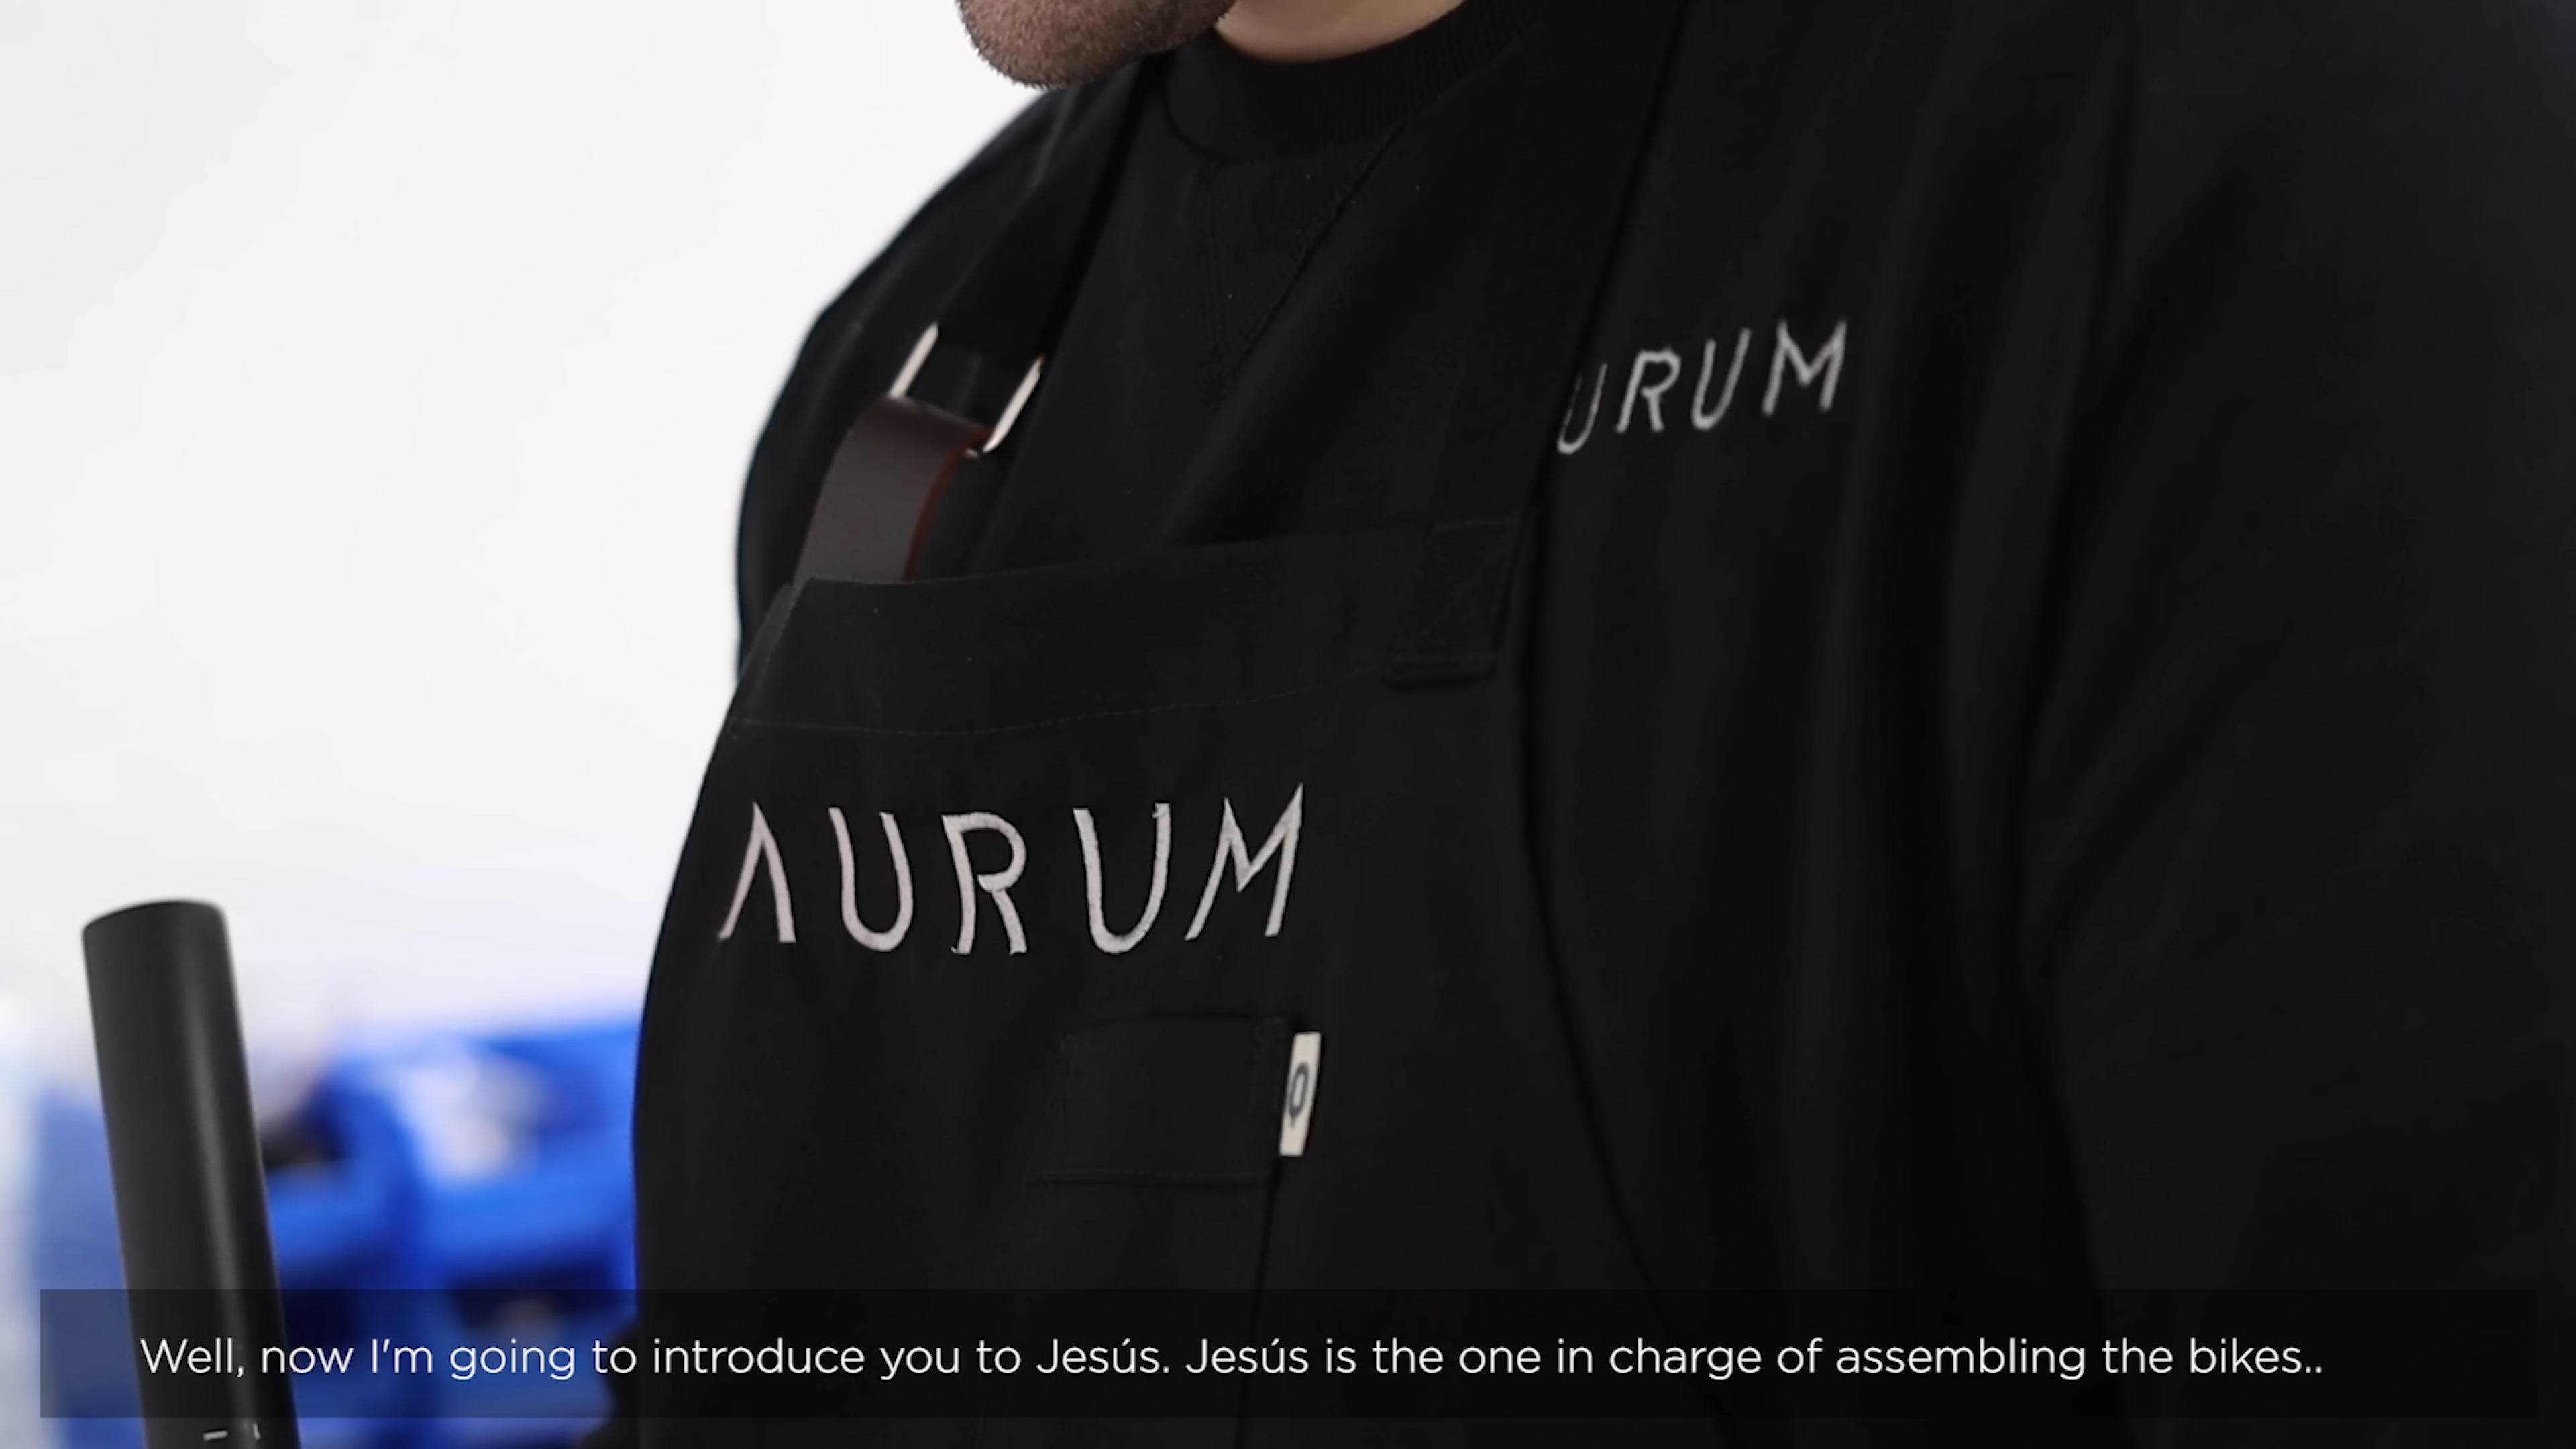 URUM
AURUM
Q
Well, now I'm going to introduce you to Jesús. Jesús is the one in charge of assembling the bikes..